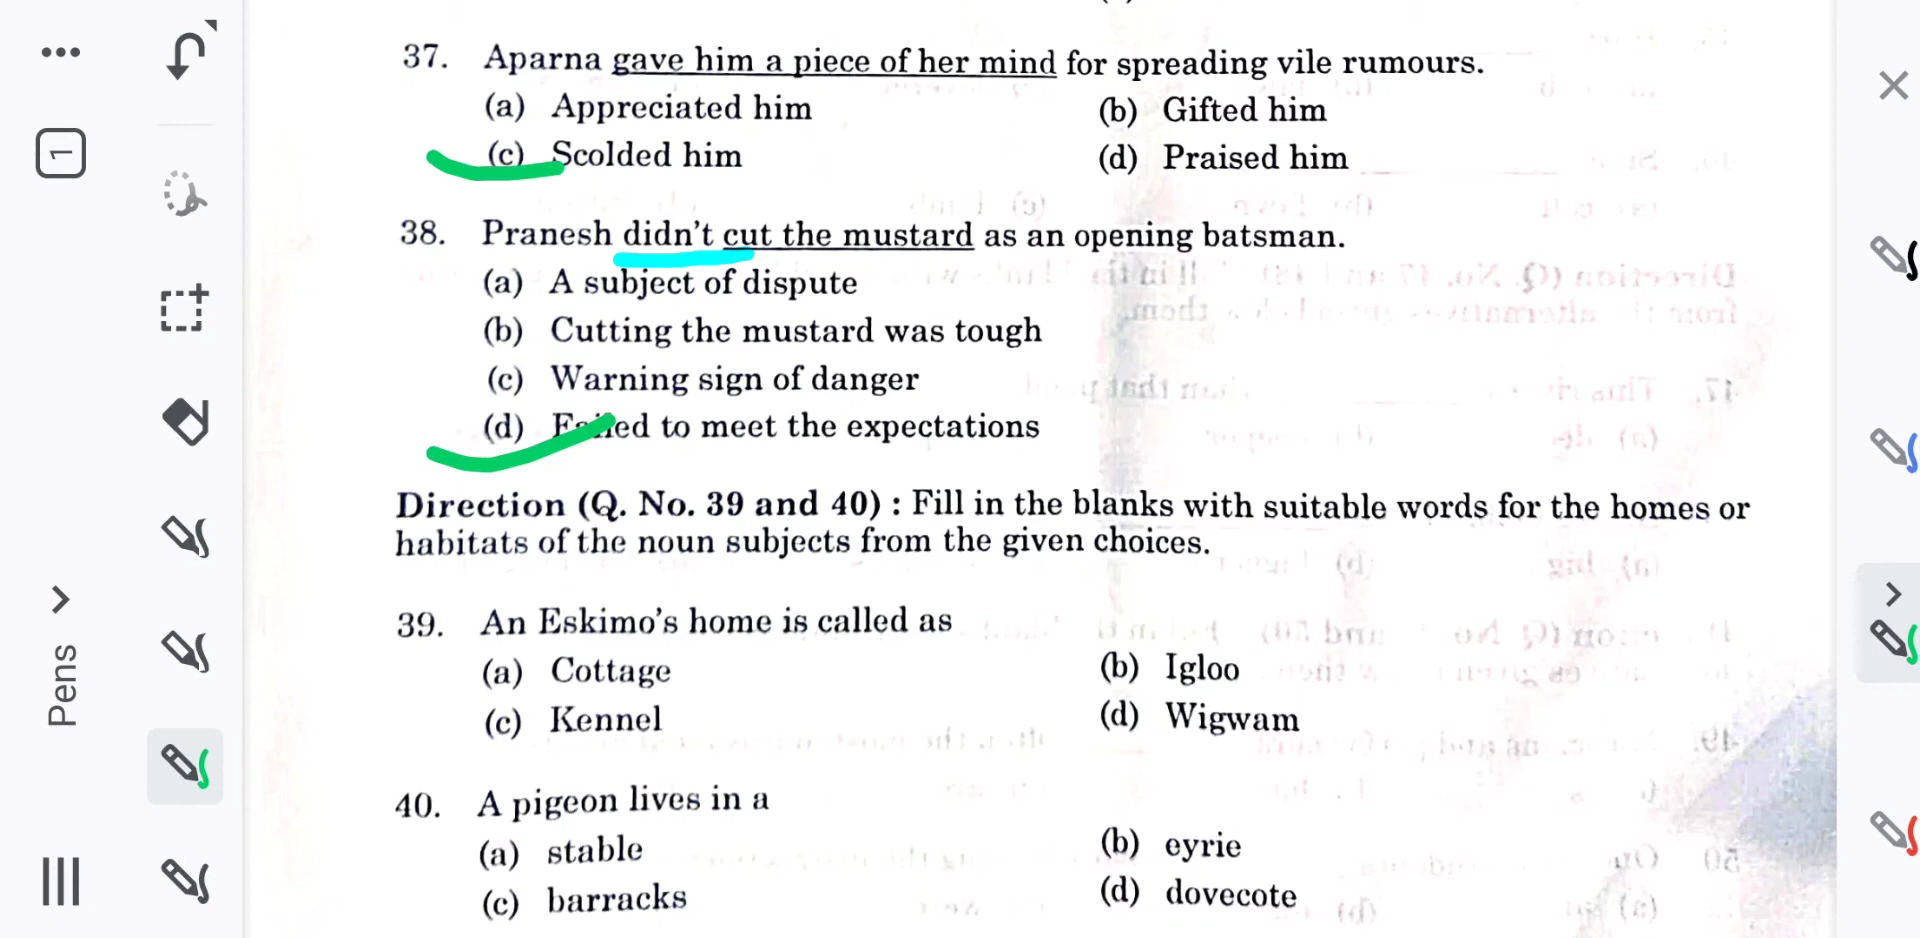 37. Aparna gave him a piece of her mind for spreading vile rumours.
(a) Appreciated him (b) Gifted him
(c) Scolded him (d) Praised him
38. Pranesh didn't cut the mustard as an opening batsman.
(a) A subject of dispute
(b) Cutting the mustard was tough
(c) Warning sign of danger
(d) Failed to meet the expectations
Direction (Q. No. 39 and 40) : Fill in the blanks with suitable words for the homes or
habitats of the noun subjects from the given choices.
39. An Eskimo's home is called as
(a) Cottage (b) Igloo
(c) Kennel (d) Wigwam
40. A pigeon lives in a
(a) stable (b) eyrie
(c) barracks (d) dovecote
1
Pens